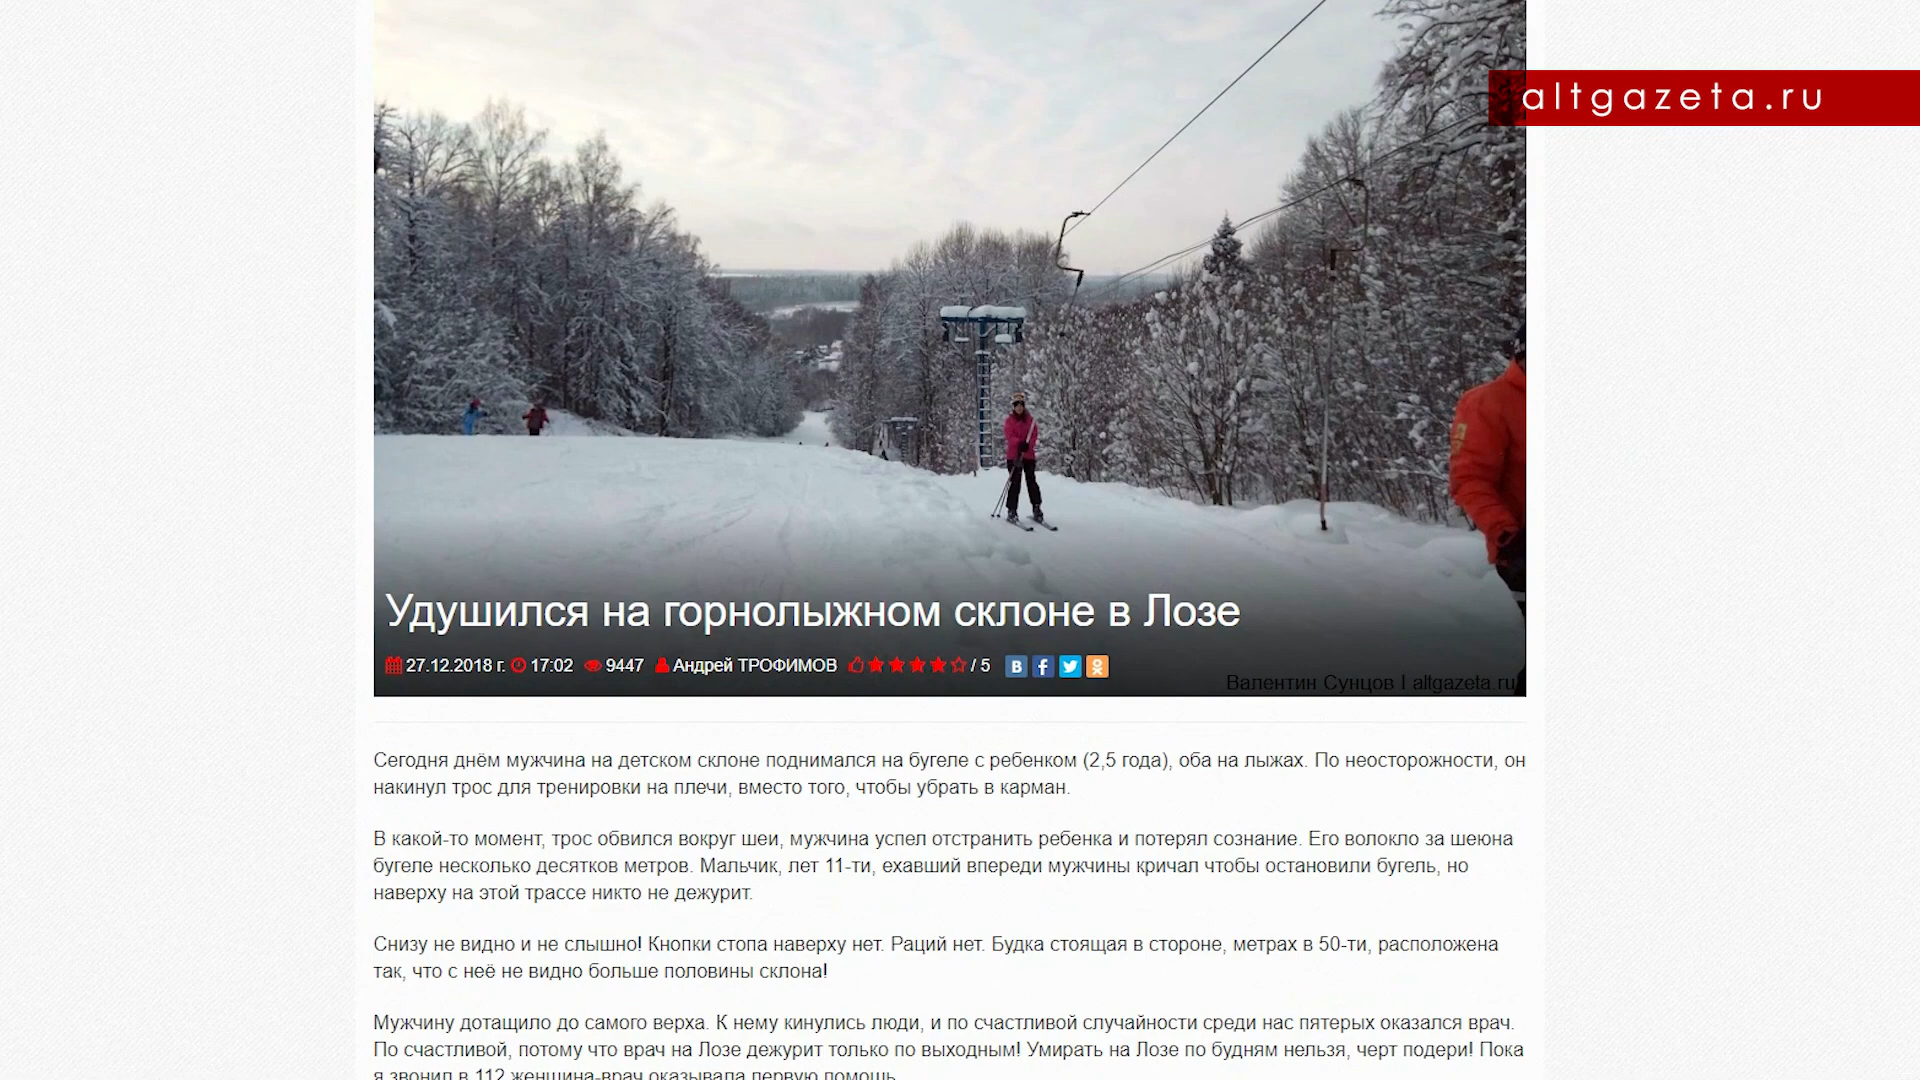 altgazeta.ru
Удушился на горнолыжном склоне в Лозе
27.12.2018 г. 17:02 9447 Андрей ТРОФИМОВ / 5
Валентин Сунцов | altgazeta.ru
Сегодня днём мужчина на детском склоне поднимался на бугеле с ребенком (2,5 года), оба на лыжах. По неосторожности, он
накинул трос для тренировки на плечи, вместо того, чтобы убрать в карман.
В какой-то момент, трос обвился вокруг шеи, мужчина успел отстранить ребенка и потерял сознание. Его волокло за шеюна
бугеле несколько десятков метров. Мальчик, лет 11-ти, ехавший впереди мужчины кричал чтобы остановили бугель, но
наверху на этой трассе никто не дежурит.
Снизу не видно и не слышно! Кнопки стопа наверху нет. Раций нет. Будка стоящая в стороне, метрах в 50-ти, расположена
так, что с неё не видно больше половины склона!
Мужчину дотащило до самого верха. К нему кинулись люди, и по счастливой случайности среди нас пятерых оказался врач.
По счастливой, потому что врач на Лозе дежурит только по выходным! Умирать на Лозе по будням нельзя, черт подери! Пока
я звонил в 112 женщина-врач оказывала первую помощь.